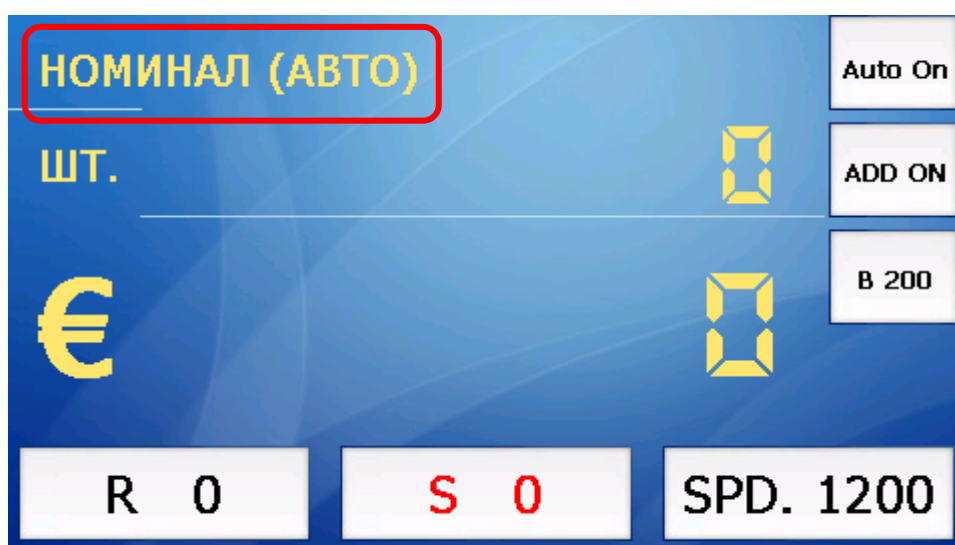 НОМИНАЛ (АВТО)
Auto On
ШТ. 0
ADD ON
B 200
€ 0
R 0
S 0
SPD. 1200